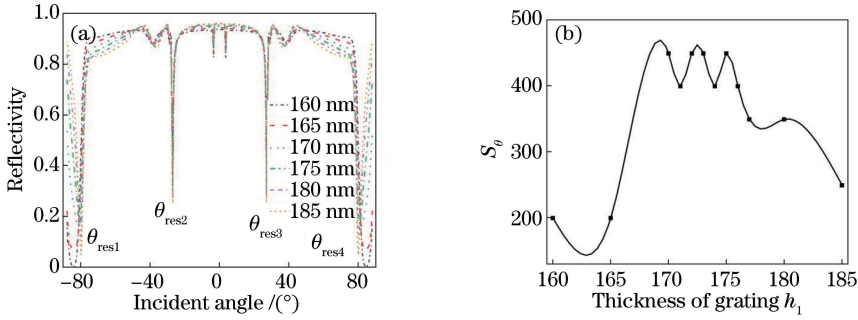 (a)
Reflectivity
1.0
0.8
0.6
0.4
0.2
0
160 nm
165 nm
170 nm
175 nm
180 nm
185 nm
θres1
θres2
θres3
θres4
−80
−40
0
40
80
Incident angle /(°)
(b)
Sθ
500
400
300
200
160
165
170
175
180
185
Thickness of grating h1